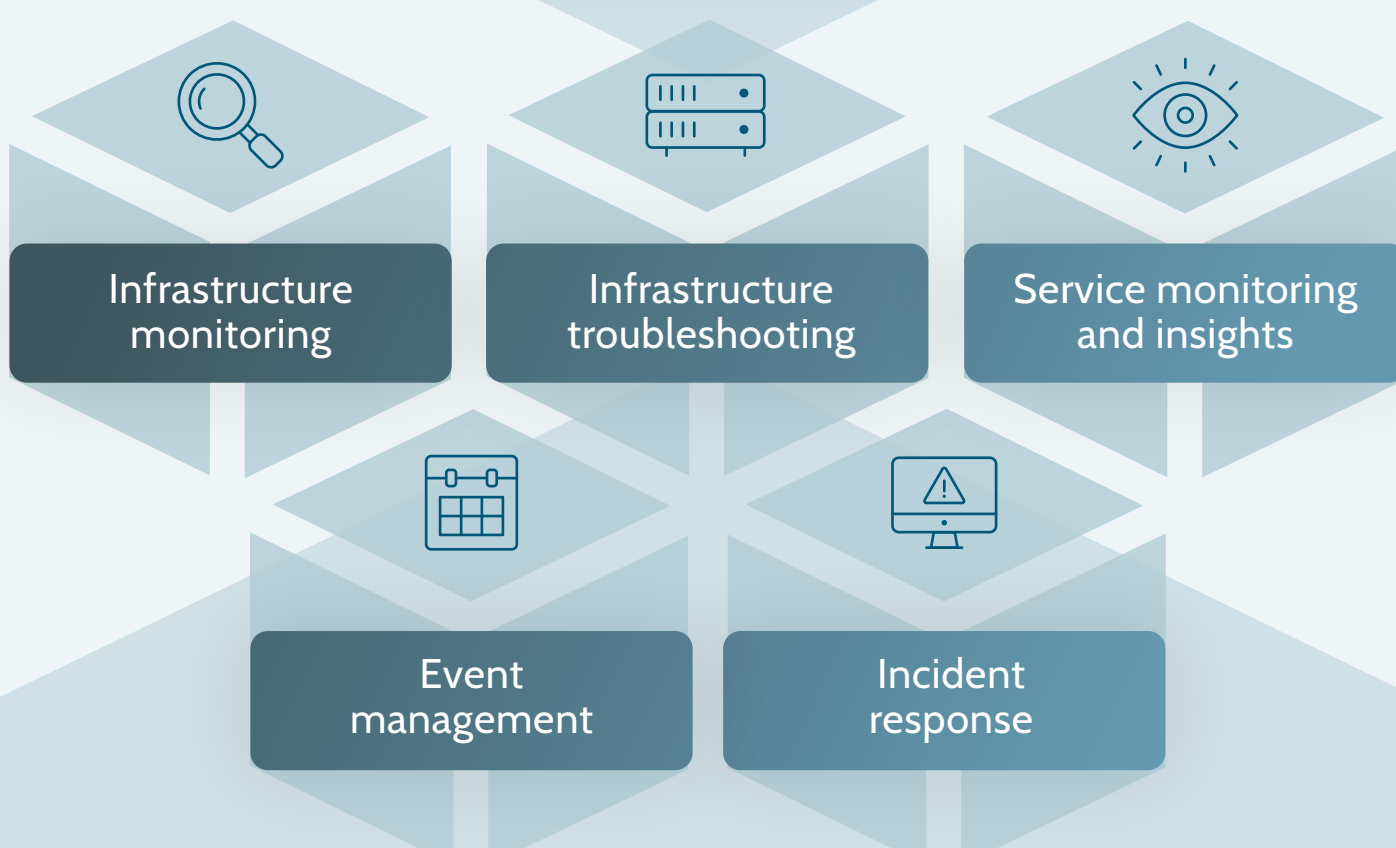 Infrastructure
monitoring
Infrastructure
troubleshooting
Service monitoring
and insights
Event
management
Incident
response